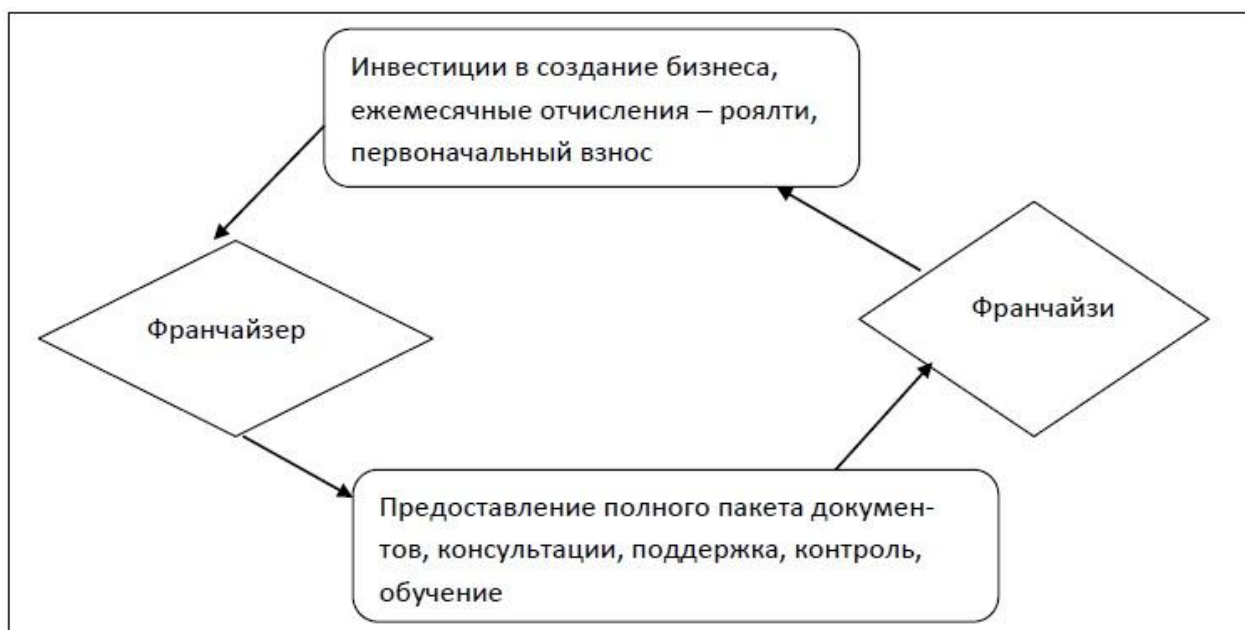 Инвестиции в создание бизнеса,
ежемесячные отчисления – роялти,
первоначальный взнос
Франчайзер
Франчайзи
Предоставление полного пакета докумен-
тов, консультации, поддержка, контроль,
обучение